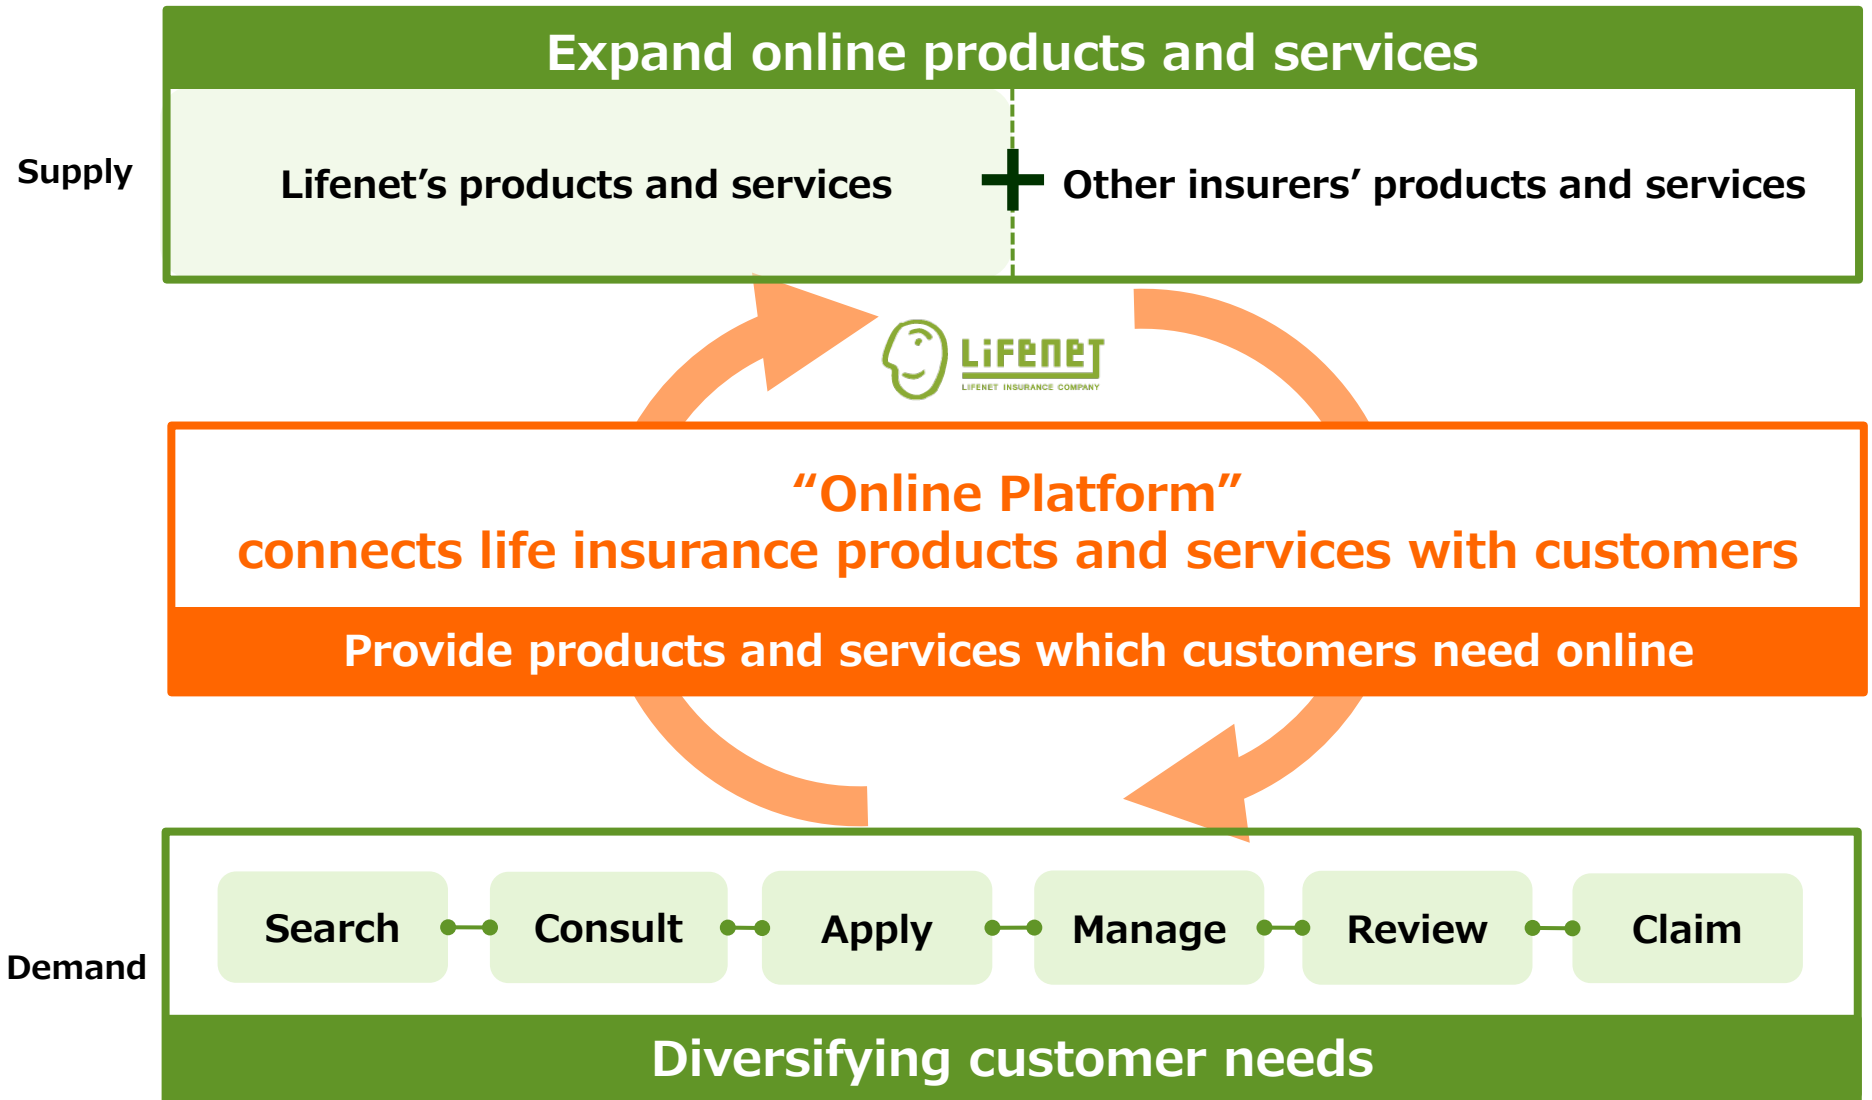 Expand online products and services
Supply
Lifenet’s products and services
Other insurers’ products and services
LiFENET
LIFENET INSURANCE COMPANY
“Online Platform”
connects life insurance products and services with customers
Provide products and services which customers need online
Demand
Search
Consult
Apply
Manage
Review
Claim
Diversifying customer needs